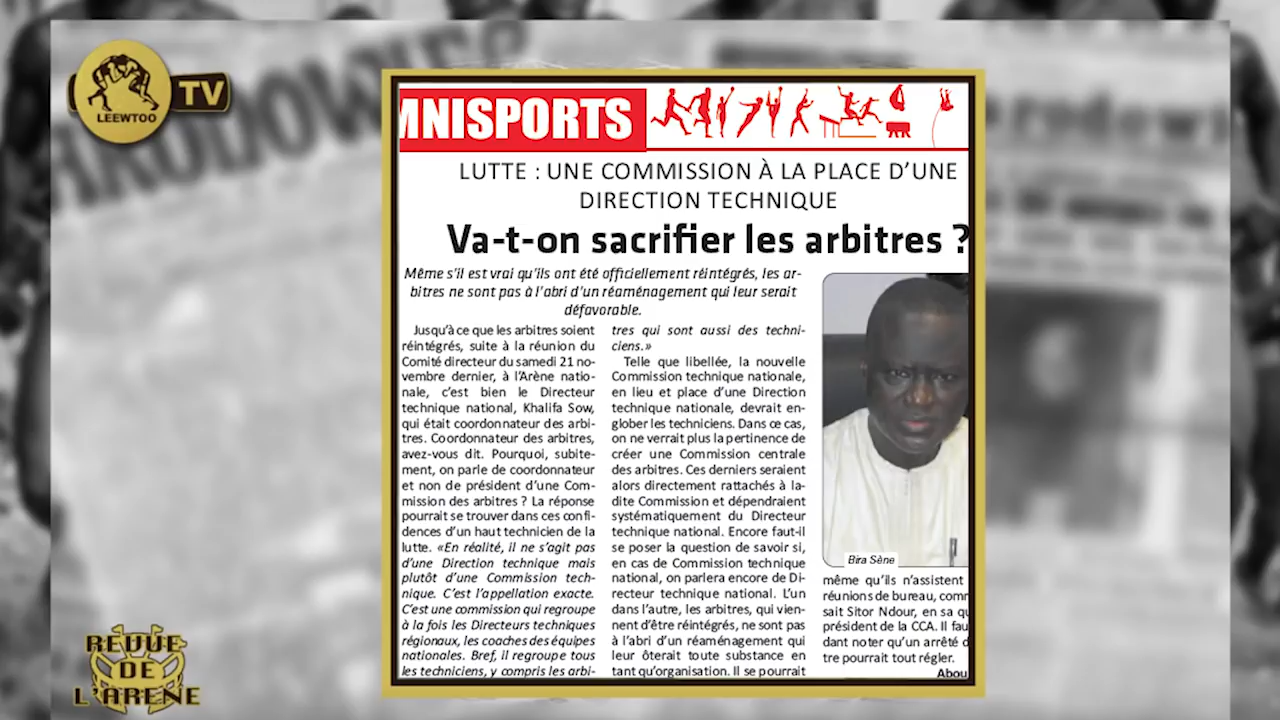 LEEWTOO
TV
MNISPORTS
LUTTE : UNE COMMISSION À LA PLACE D'UNE
DIRECTION TECHNIQUE
Va-t-on sacrifier les arbitres ?
Même s'il est vrai qu'ils ont été officiellement réintégrés, les ar-
bitres ne sont pas à l'abri d'un réaménagement qui leur serait
défavorable.
Jusqu'à ce que les arbitres soient
réintégrés, suite à la réunion du
Comité directeur du samedi 21 no-
vembre dernier, à l'Arène natio-
nale, c'est bien le Directeur
technique national, Khalifa Sow,
qui était coordonnateur des arbi-
tres. Coordonnateur des arbitres,
avez-vous dit. Pourquoi, subite-
ment, on parle de coordonnateur
et non de président d'une Com-
mission des arbitres ? La réponse
pourrait se trouver dans ces confi-
dences d'un haut technicien de la
lutte. «En réalité, il ne s'agit pas
d'une Direction technique mais
plutôt d'une Commission tech-
nique. C'est l'appellation exacte.
C'est une commission qui regroupe
à la fois les Directeurs techniques
régionaux, les coaches des équipes
nationales. Bref, il regroupe tous
les techniciens, y compris les arbi-
tres qui sont aussi des techni-
ciens.»
Telle que libellée, la nouvelle
Commission technique nationale,
en lieu et place d'une Direction
technique nationale, devrait en-
glober les techniciens. Dans ce cas,
on ne verrait plus la pertinence de
créer une Commission centrale
des arbitres. Ces derniers seraient
alors directement rattachés à la-
dite Commission et dépendraient
systématiquement du Directeur
technique national. Encore faut-il
se poser la question de savoir si,
en cas de Commission technique
national, on parlera encore de Di-
recteur technique national. L'un
dans l'autre, les arbitres, qui vien-
nent d'être réintégrés, ne sont pas
à l'abri d'un réaménagement qui
leur ôterait toute substance en
tant qu'organisation. Il se pourrait
Bira Sène
même qu'ils n'assistent
réunions de bureau, comm
sait Sitor Ndour, en sa qu
président de la CCA. Il fau
dant noter qu'un arrêté d
tre pourrait tout régler.
Abou
REVUE
DE
L'ARENE